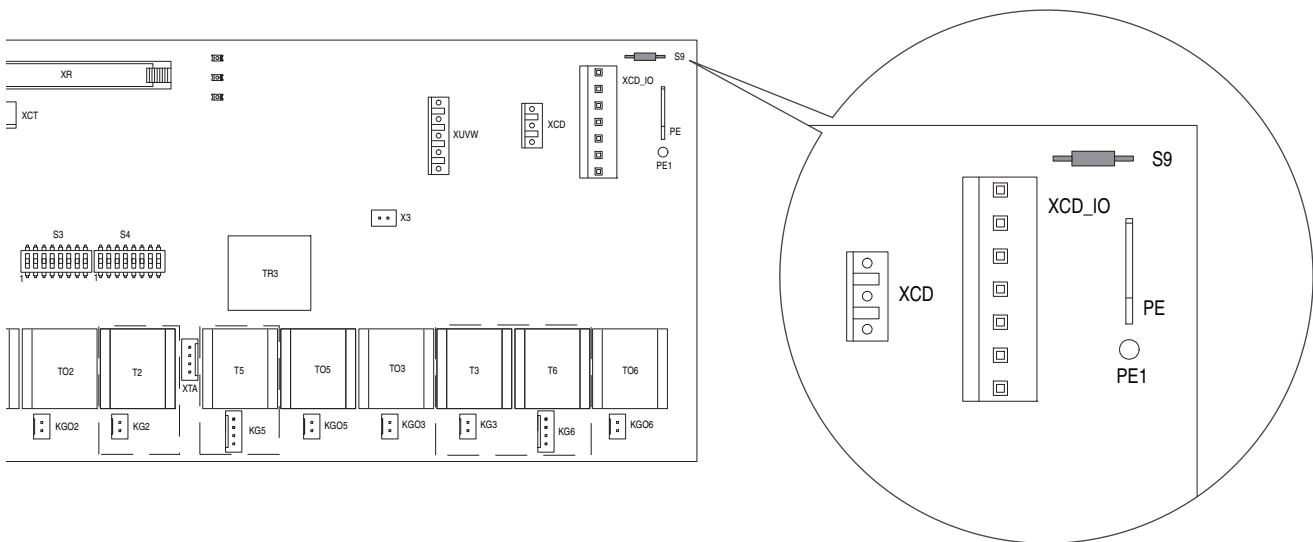 S9
XR
XCD_IO
XCT
XUVW
XCD
PE
PE1
X3
S3 S4
1 1
TR3
TO2 T2 T5 TO5 TO3 T3 T6 TO6
XTA
KGO2 KG2 KG5 KGO5 KGO3 KG3 KG6 KGO6
S9
XCD_IO
XCD
PE
PE1